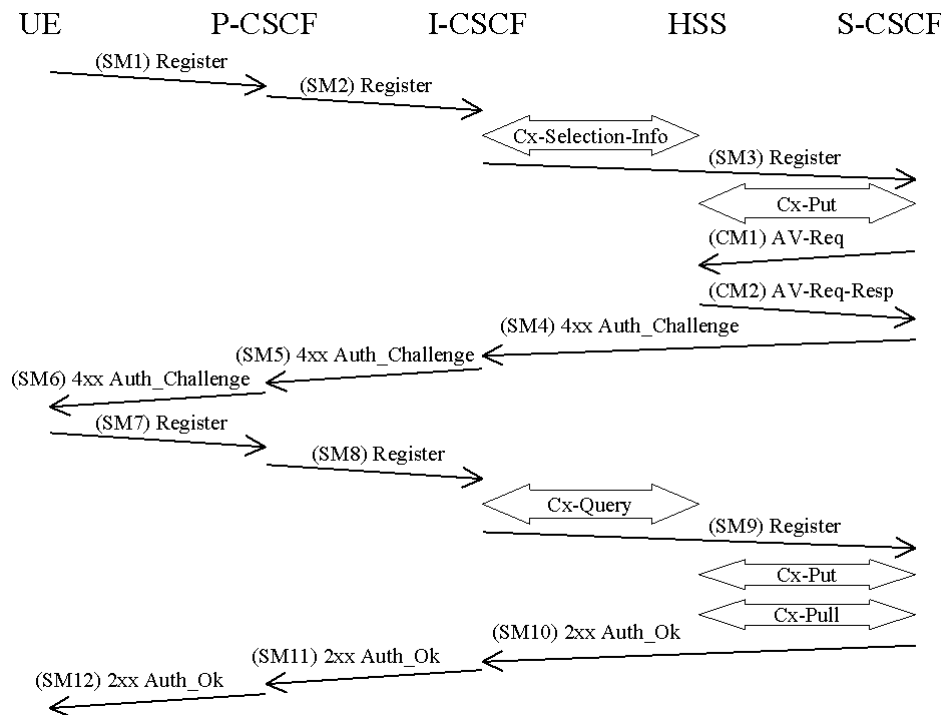 UE P-CSCF I-CSCF HSS S-CSCF
(SM1) Register
(SM2) Register
Cx-Selection-Info
(SM3) Register
Cx-Put
(CM1) AV-Req
(CM2) AV-Req-Resp
(SM4) 4xx Auth_Challenge
(SM5) 4xx Auth_Challenge
(SM6) 4xx Auth_Challenge
(SM7) Register
(SM8) Register
Cx-Query
(SM9) Register
Cx-Put
Cx-Pull
(SM10) 2xx Auth_Ok
(SM11) 2xx Auth_Ok
(SM12) 2xx Auth_Ok